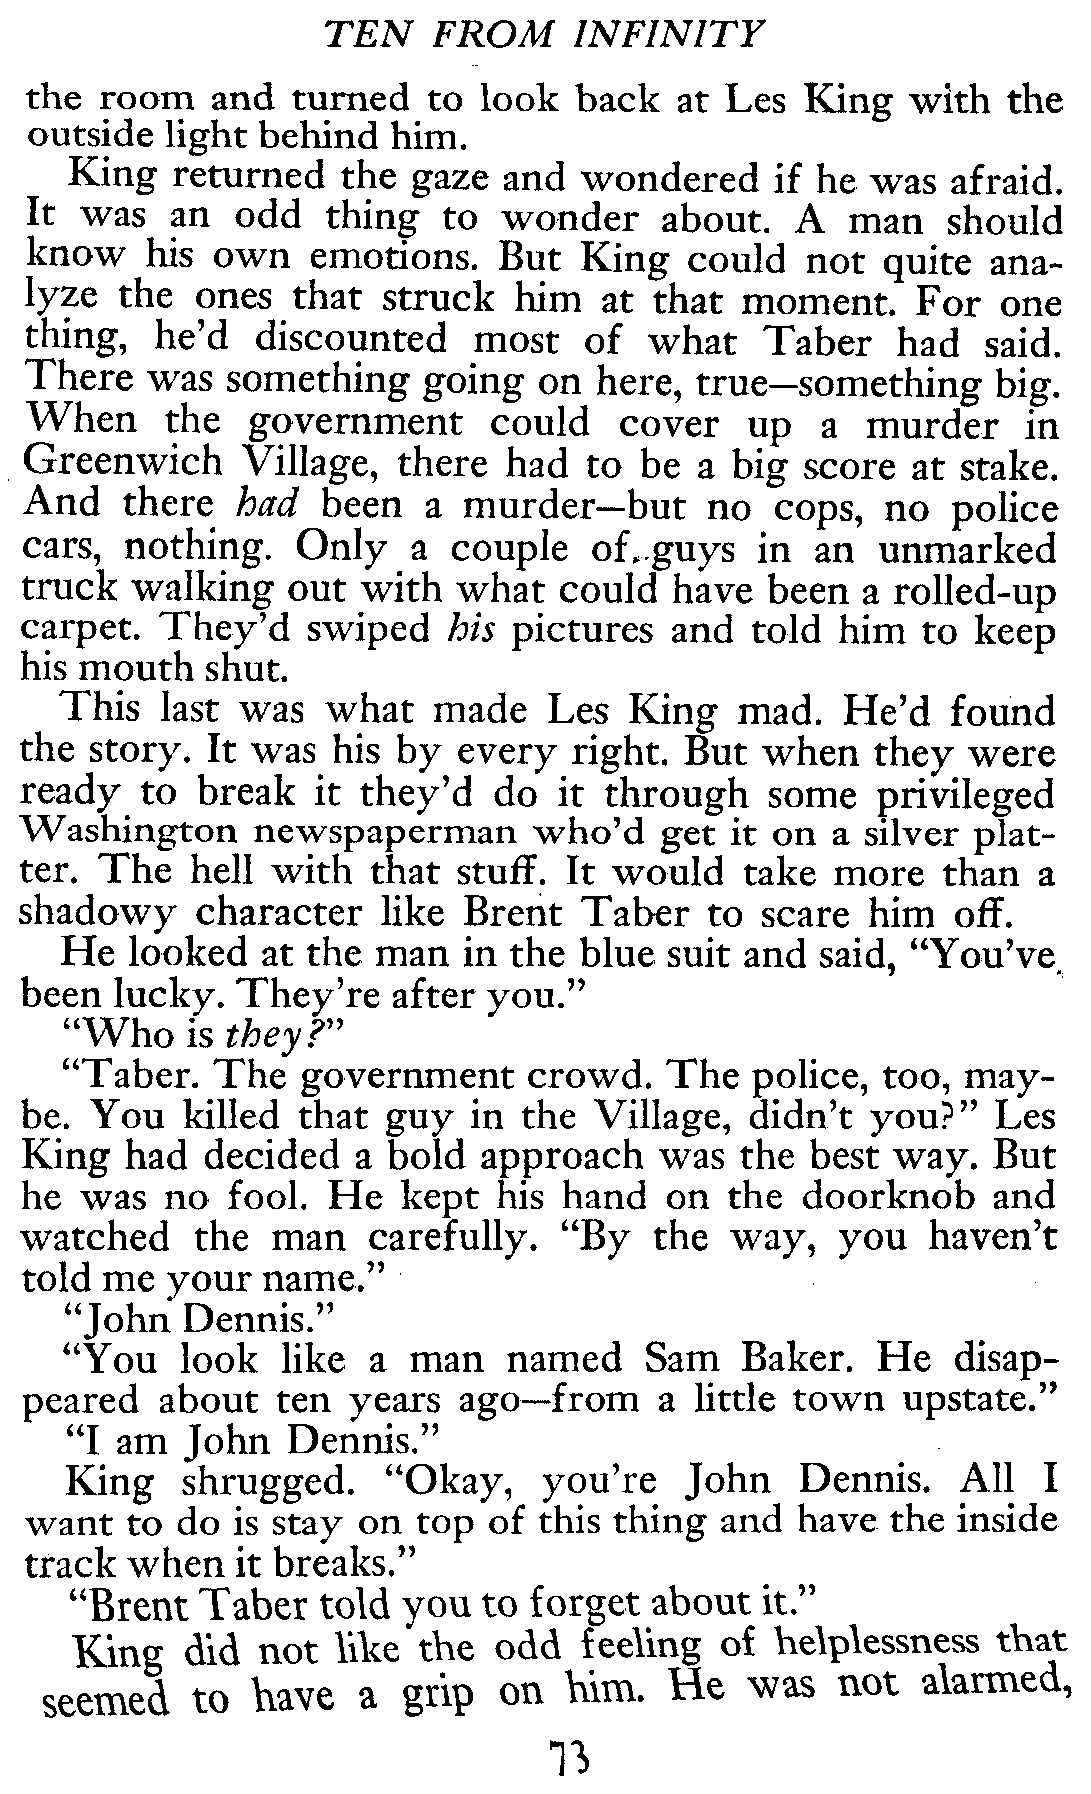 TEN FROM INFINITY
the room and turned to look back at Les King with the
outside light behind him.
King returned the gaze and wondered if he was afraid.
It was an odd thing to wonder about. A man should
know his own emotions. But King could not quite ana-
lyze the ones that struck him at that moment. For one
thing, he'd discounted most of what Taber had said.
There was something going on here, true—something big.
When the government could cover up a murder in
Greenwich Village, there had to be a big score at stake.
And there had been a murder—but no cops, no police
cars, nothing. Only a couple of guys in an unmarked
truck walking out with what could have been a rolled-up
carpet. They'd swiped his pictures and told him to keep
his mouth shut.
This last was what made Les King mad. He'd found
the story. It was his by every right. But when they were
ready to break it they'd do it through some privileged
Washington newspaperman who'd get it on a silver plat-
ter. The hell with that stuff. It would take more than a
shadowy character like Brent Taber to scare him off.
He looked at the man in the blue suit and said, "You've
been lucky. They're after you."
"Who is they?"
"Taber. The government crowd. The police, too, may-
be. You killed that guy in the Village, didn't you?" Les
King had decided a bold approach was the best way. But
he was no fool. He kept his hand on the doorknob and
watched the man carefully. "By the way, you haven't
told me your name."
"John Dennis."
"You look like a man named Sam Baker. He disap-
peared about ten years ago—from a little town upstate."
"I am John Dennis."
King shrugged. "Okay, you're John Dennis. All I
want to do is stay on top of this thing and have the inside
track when it breaks."
"Brent Taber told you to forget about it."
King did not like the odd feeling of helplessness that
seemed to have a grip on him. He was not alarmed,
73